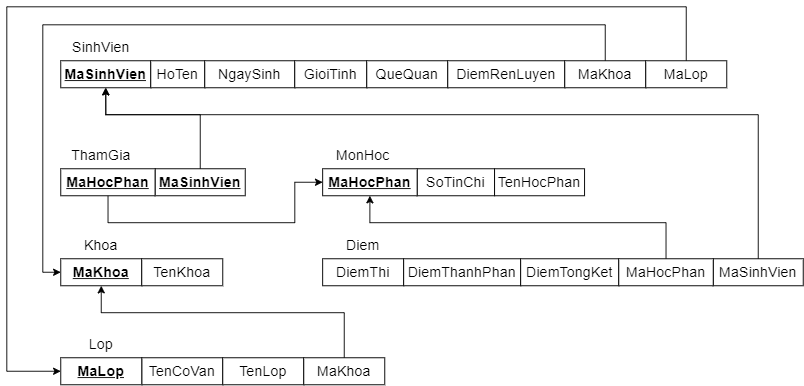 SinhVien
MaSinhVien HoTen NgaySinh GioiTinh QueQuan DiemRenLuyen MaKhoa MaLop
ThamGia MonHoc
MaHocPhan MaSinhVien MaHocPhan SoTinChi TenHocPhan
Khoa Diem
MaKhoa TenKhoa DiemThi DiemThanhPhan DiemTongKet MaHocPhan MaSinhVien
Lop
MaLop TenCoVan TenLop MaKhoa